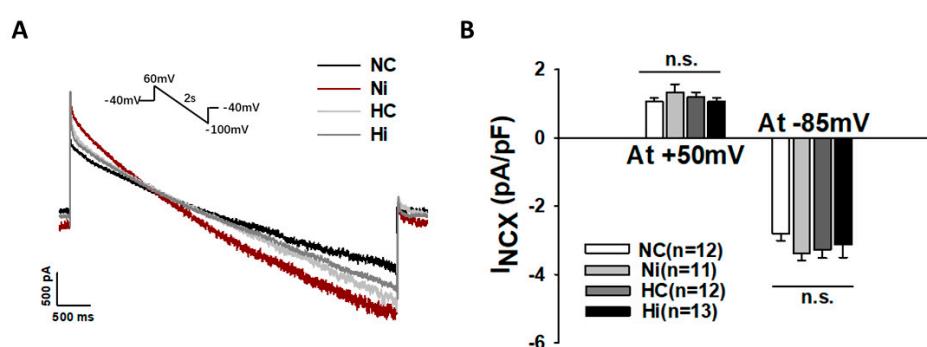 A
60mV
-40mV
2s
-40mV
-100mV
NC
Ni
HC
Hi
500 pA
500 ms
B
n.s.
INCX (pA/pF)
2
0
-2
-4
-6
At +50mV
At -85mV
NC(n=12)
Ni(n=11)
HC(n=12)
Hi(n=13)
n.s.